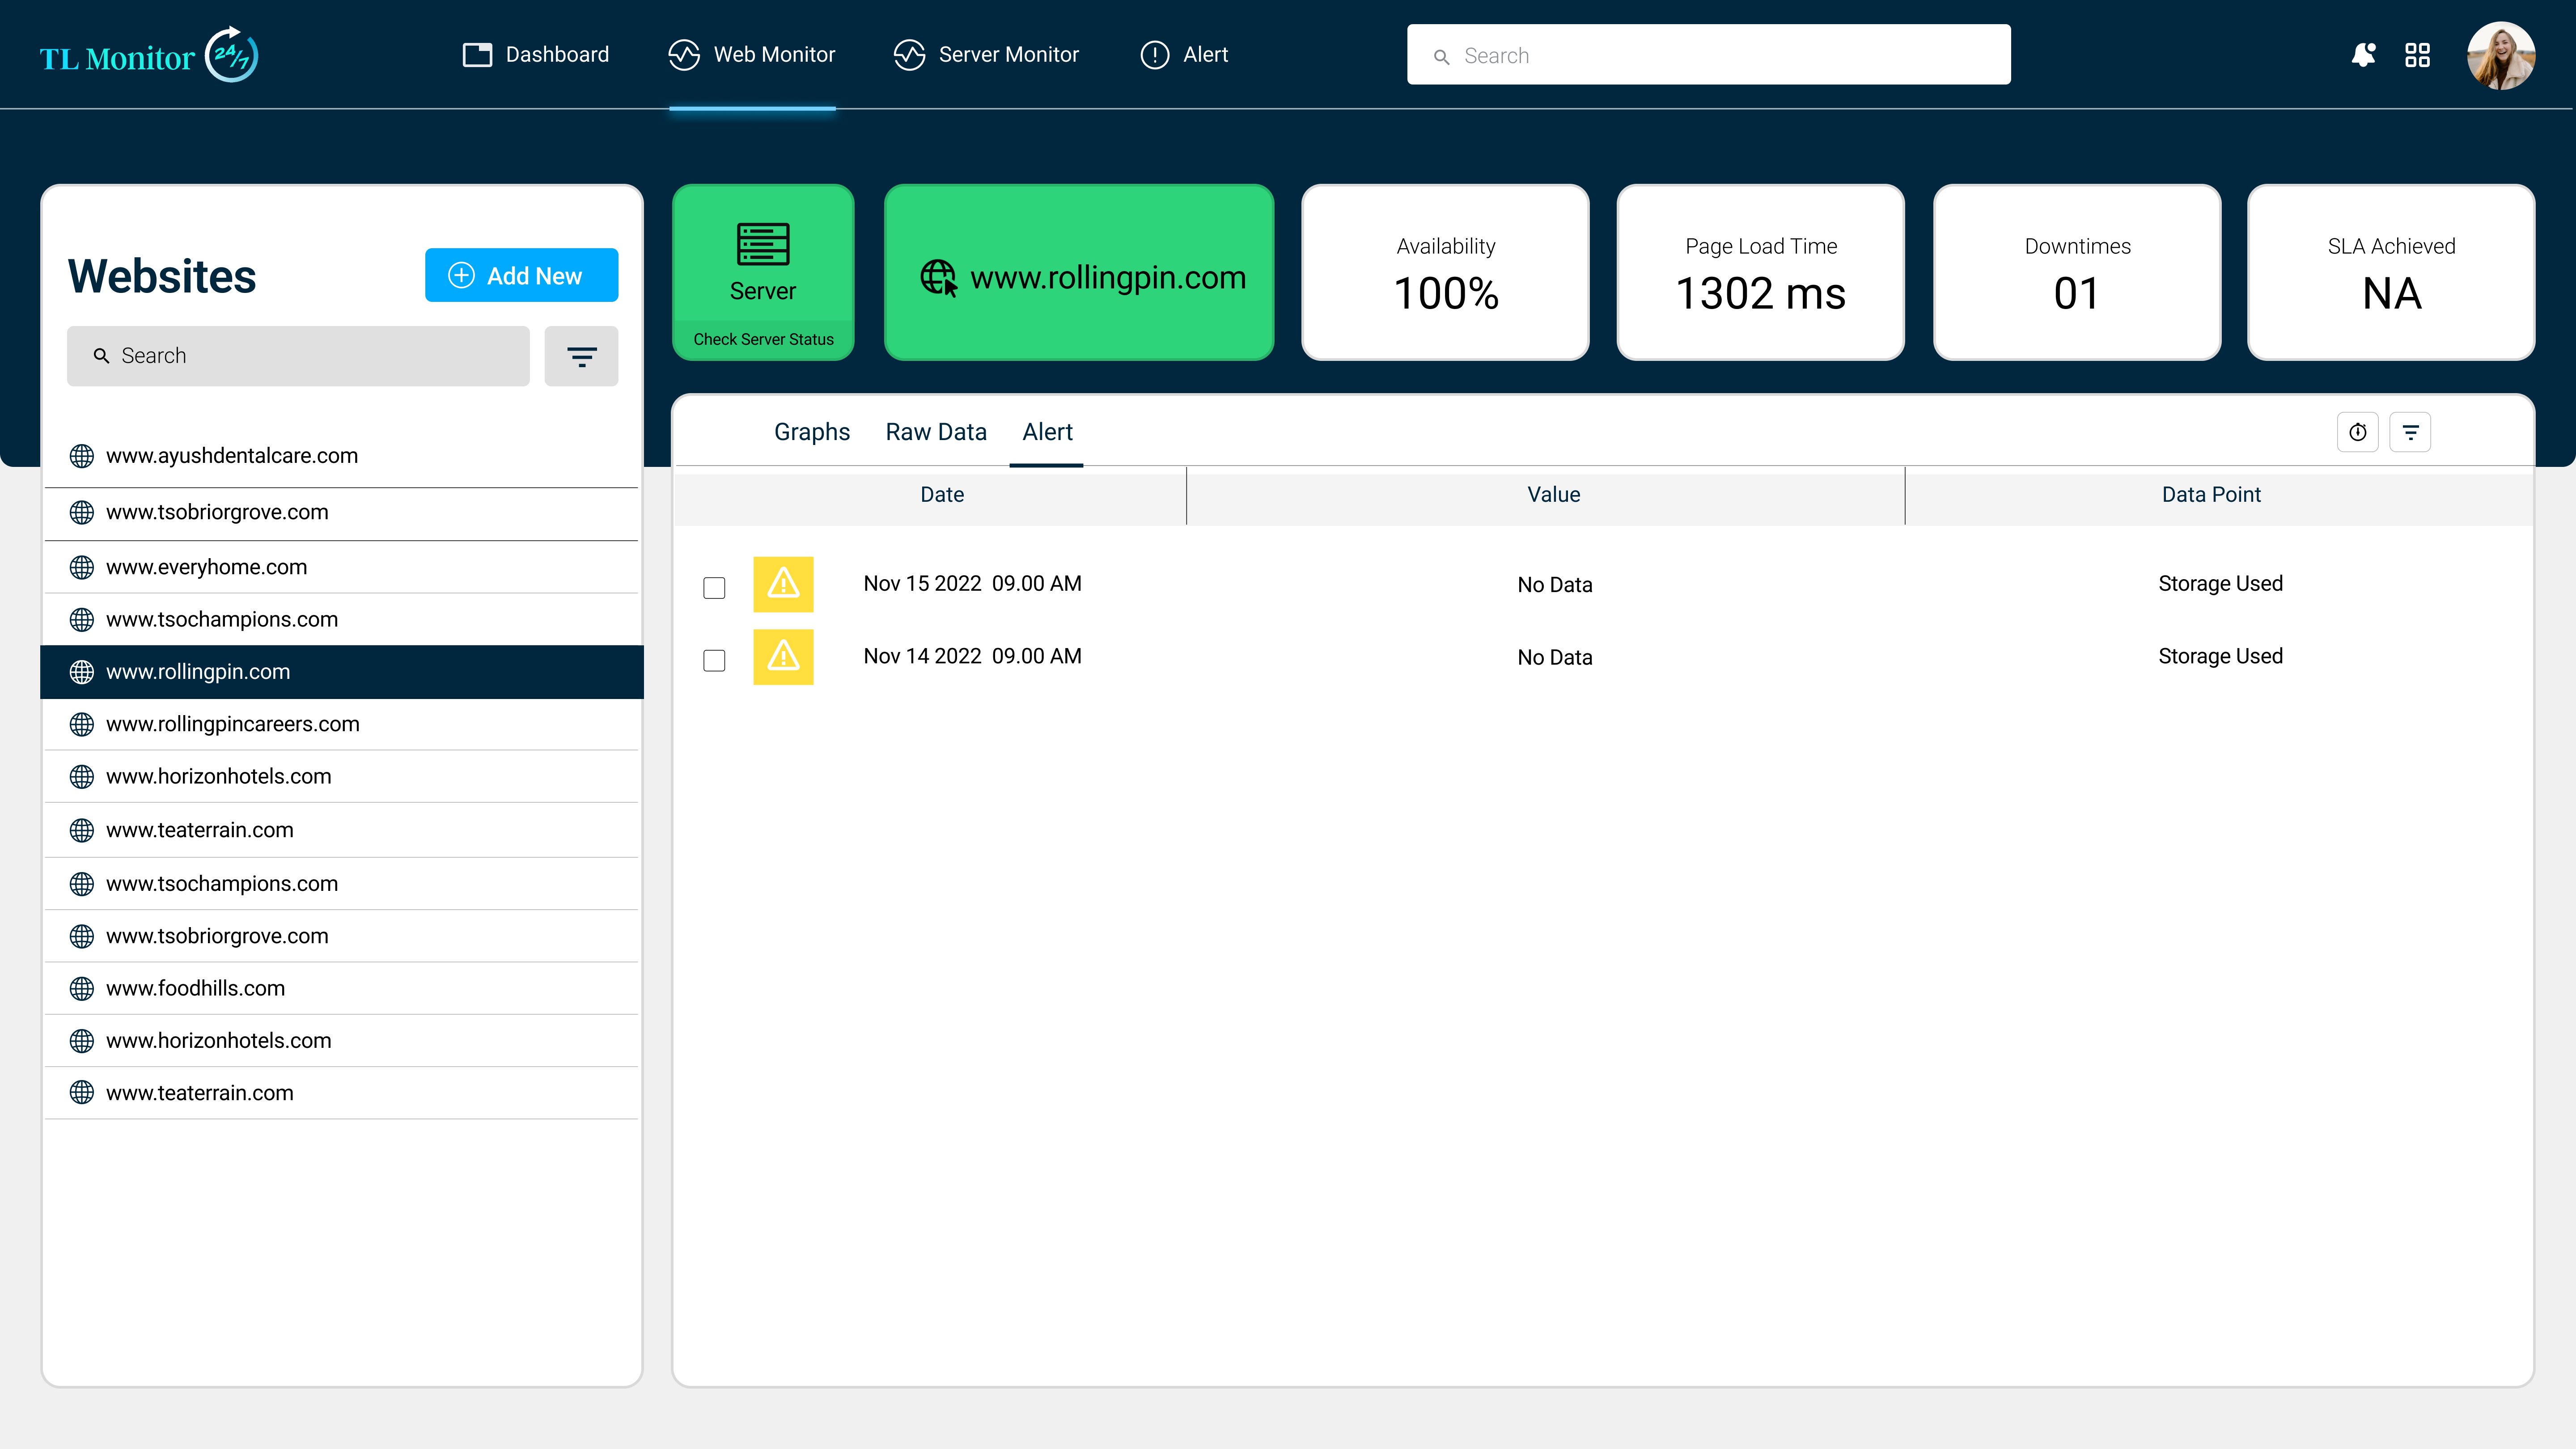 TL Monitor 24/7
Dashboard
Web Monitor
Server Monitor
Alert
Search
Websites
Add New
Search
www.ayushdentalcare.com
www.tsobriorgrove.com
www.everyhome.com
www.tsochampions.com
www.rollingpin.com
www.rollingpincareers.com
www.horizonhotels.com
www.teaterrain.com
www.tsochampions.com
www.tsobriorgrove.com
www.foodhills.com
www.horizonhotels.com
www.teaterrain.com
Server
Check Server Status
www.rollingpin.com
Availability
100%
Page Load Time
1302 ms
Downtimes
01
SLA Achieved
NA
Graphs Raw Data Alert
Date Value Data Point
Nov 15 2022 09.00 AM No Data Storage Used
Nov 14 2022 09.00 AM No Data Storage Used